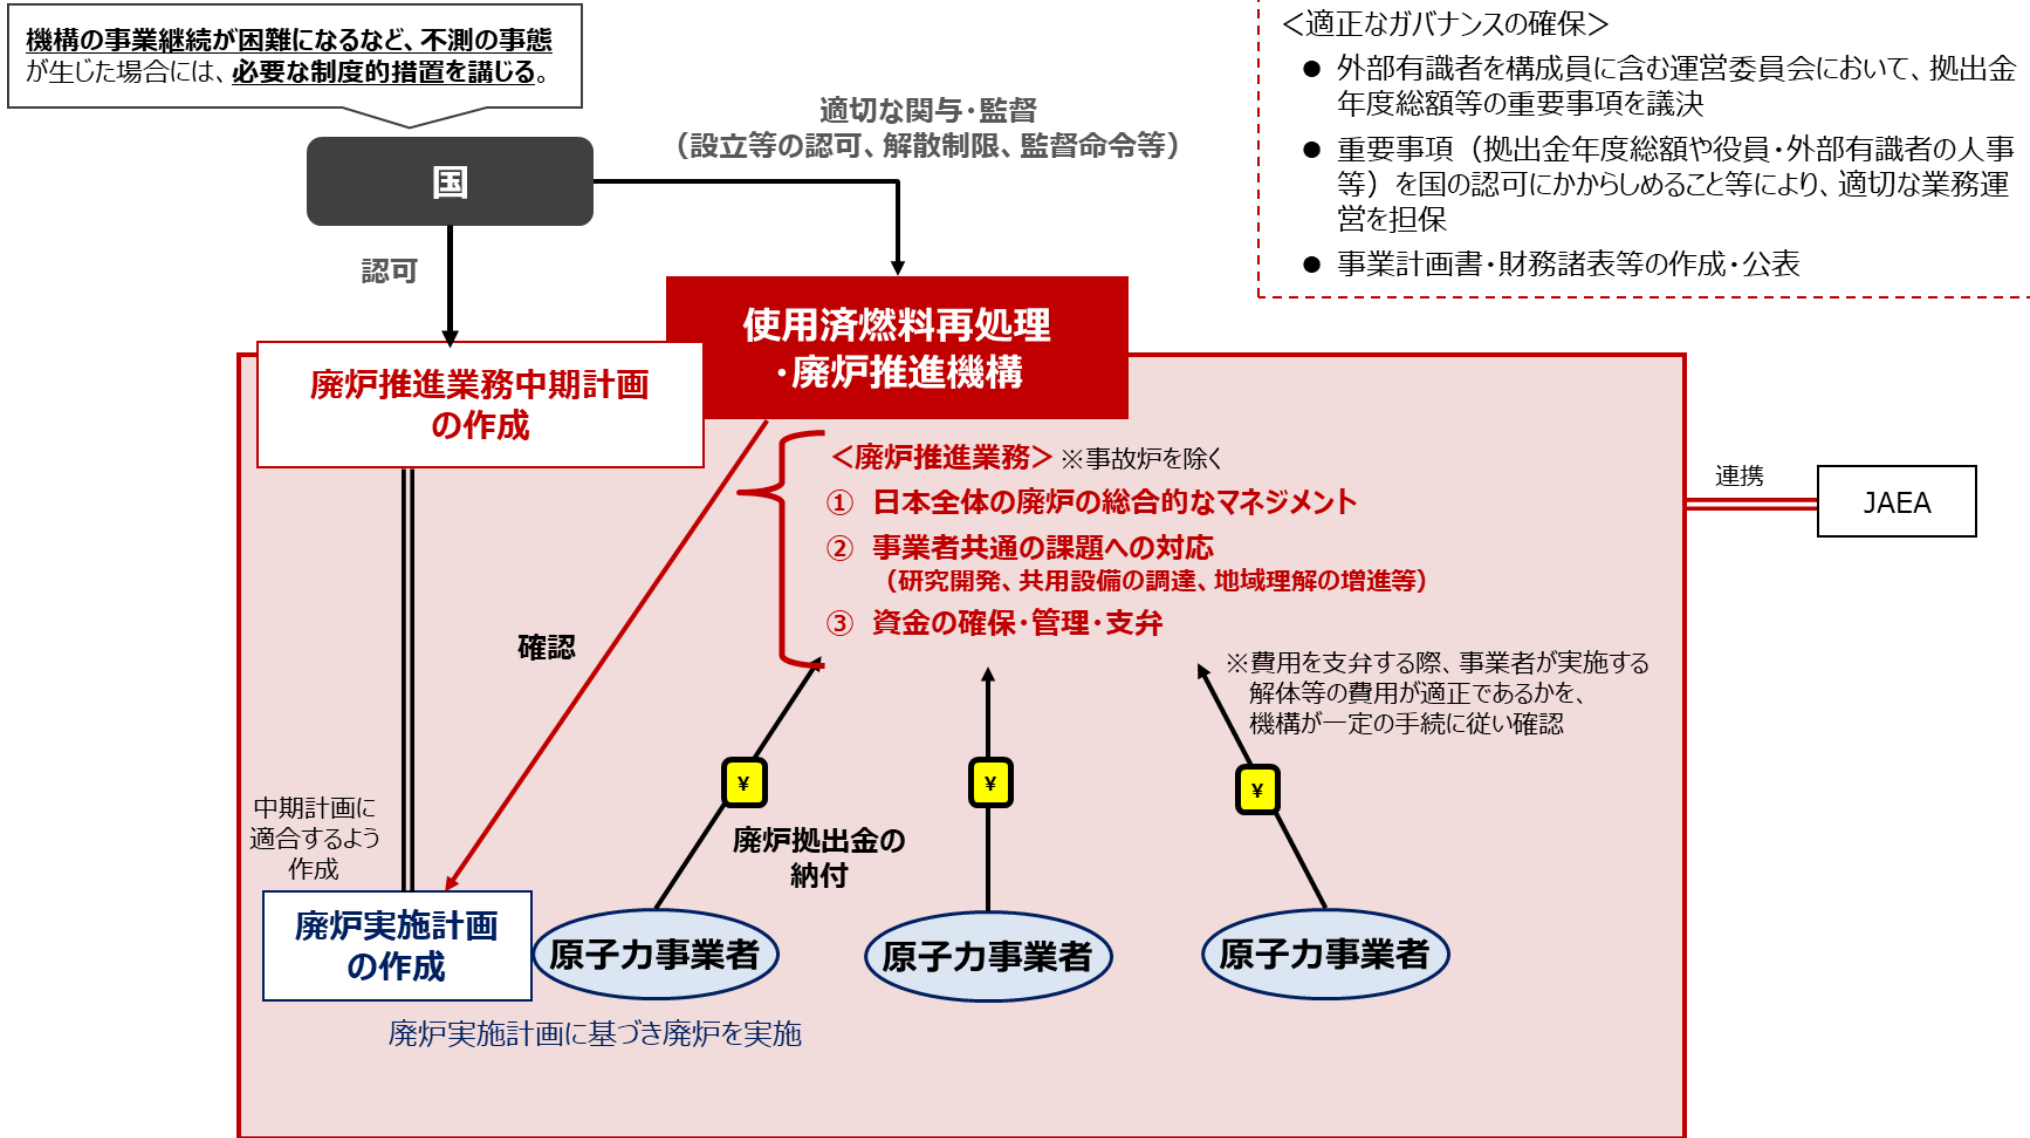 機構の事業継続が困難になるなど、不測の事態
が生じた場合には、必要な制度的措置を講じる。
国
適切な関与・監督
（設立等の認可、解散制限、監督命令等）
＜適正なガバナンスの確保＞
● 外部有識者を構成員に含む運営委員会において、拠出金
年度総額等の重要事項を議決
● 重要事項（拠出金年度総額や役員・外部有識者の人事
等）を国の認可にかからしめること等により、適切な業務運
営を担保
● 事業計画書・財務諸表等の作成・公表
認可
使用済燃料再処理
・廃炉推進機構
廃炉推進業務中期計画
の作成
＜廃炉推進業務＞※事故炉を除く
① 日本全体の廃炉の総合的なマネジメント
② 事業者共通の課題への対応
（研究開発、共用設備の調達、地域理解の増進等）
③ 資金の確保・管理・支弁
連携
JAEA
確認
※費用を支弁する際、事業者が実施する
解体等の費用が適正であるかを、
機構が一定の手続に従い確認
¥
¥
¥
中期計画に
適合するよう
作成
廃炉拠出金の
納付
廃炉実施計画
の作成
原子力事業者
原子力事業者
原子力事業者
廃炉実施計画に基づき廃炉を実施